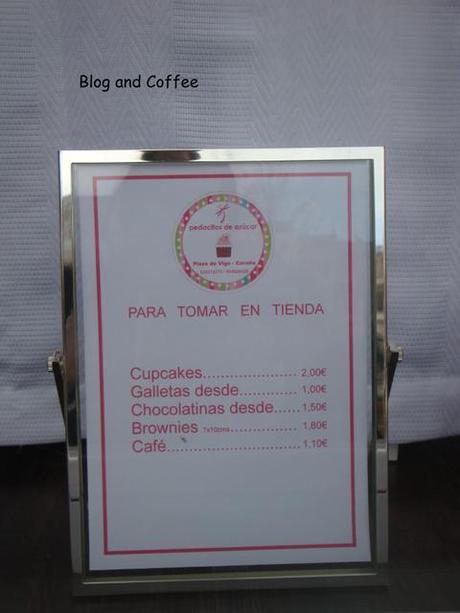 Blog and Coffee
pedacitos de azúcar
Plaza de Vigo - Coruña
PARA TOMAR EN TIENDA
Cupcakes...................... 2,00€
Galletas desde............. 1,00€
Chocolatinas desde...... 1,50€
Brownies 7x10cms............... 1,80€
Café.............................. 1,10€